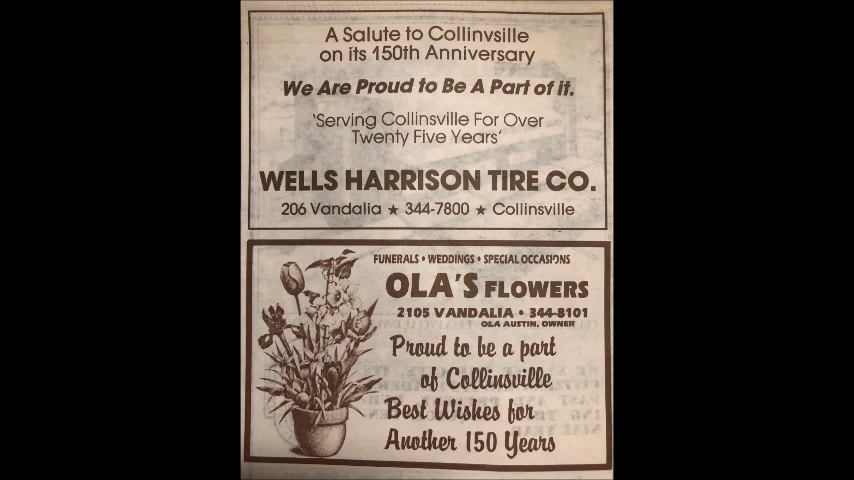 A Salute to Collinvsille
on its 150th Anniversary
We Are Proud to Be A Part of it.
'Serving Collinsville For Over
Twenty Five Years'
WELLS HARRISON TIRE CO.
206 Vandalia ★ 344-7800 ★ Collinsville
FUNERALS • WEDDINGS • SPECIAL OCCASIONS
OLA'S FLOWERS
2105 VANDALIA • 344-8101
OLA AUSTIN, OWNER
Proud to be a part
of Collinsville
Best Wishes for
Another 150 Years